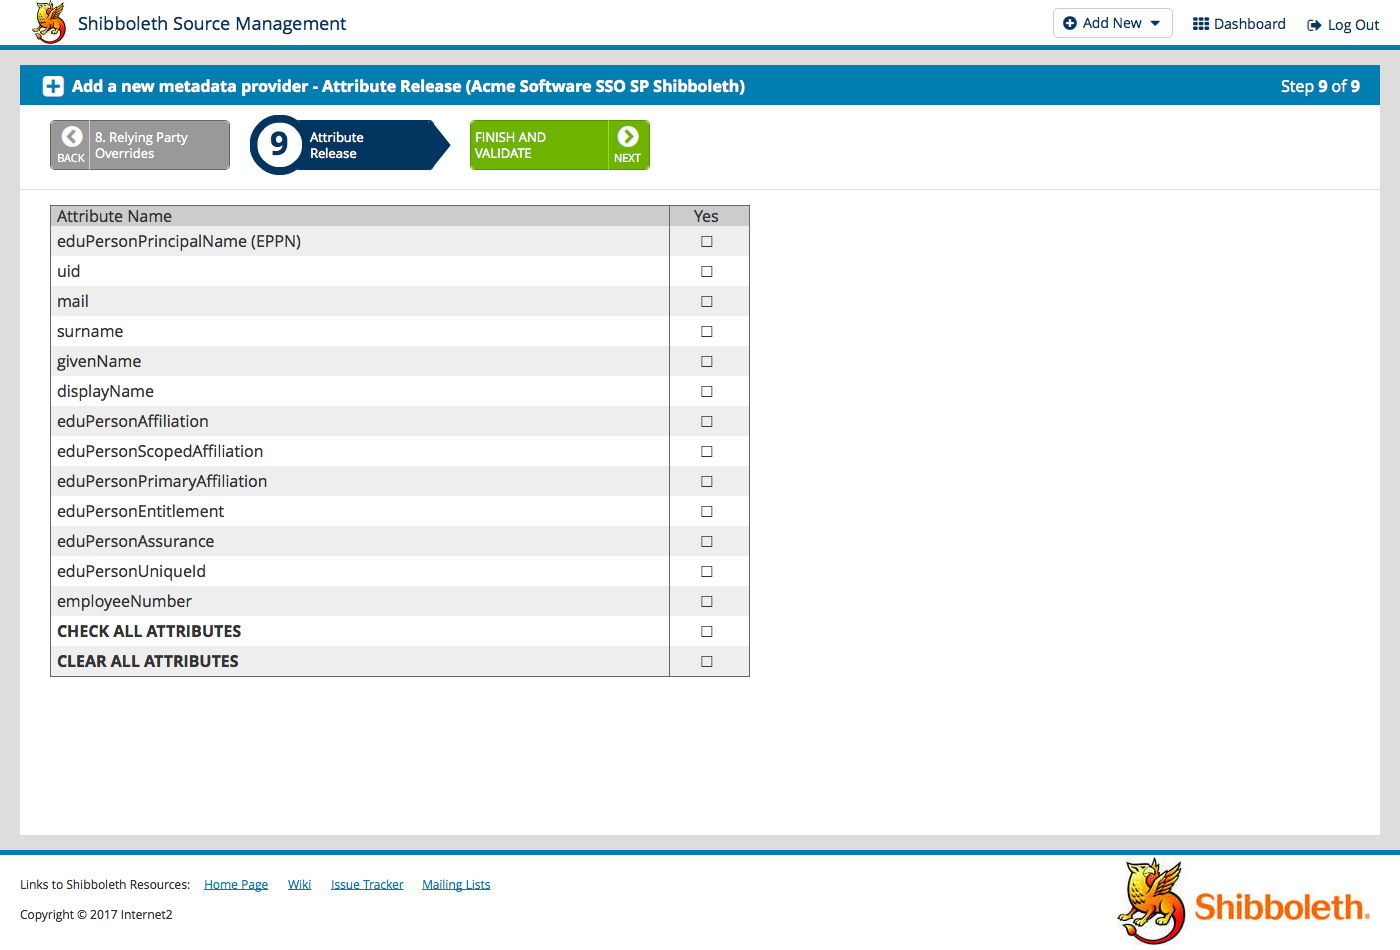 Shibboleth Source Management
Add New
Dashboard
Log Out
Add a new metadata provider - Attribute Release (Acme Software SSO SP Shibboleth)
Step 9 of 9
BACK
8. Relying Party
Overrides
9
Attribute
Release
FINISH AND
VALIDATE
NEXT
Attribute Name Yes
eduPersonPrincipalName (EPPN)
uid
mail
surname
givenName
displayName
eduPersonAffiliation
eduPersonScopedAffiliation
eduPersonPrimaryAffiliation
eduPersonEntitlement
eduPersonAssurance
eduPersonUniqueId
employeeNumber
CHECK ALL ATTRIBUTES
CLEAR ALL ATTRIBUTES
Links to Shibboleth Resources: Home Page Wiki Issue Tracker Mailing Lists
Copyright © 2017 Internet2
Shibboleth.